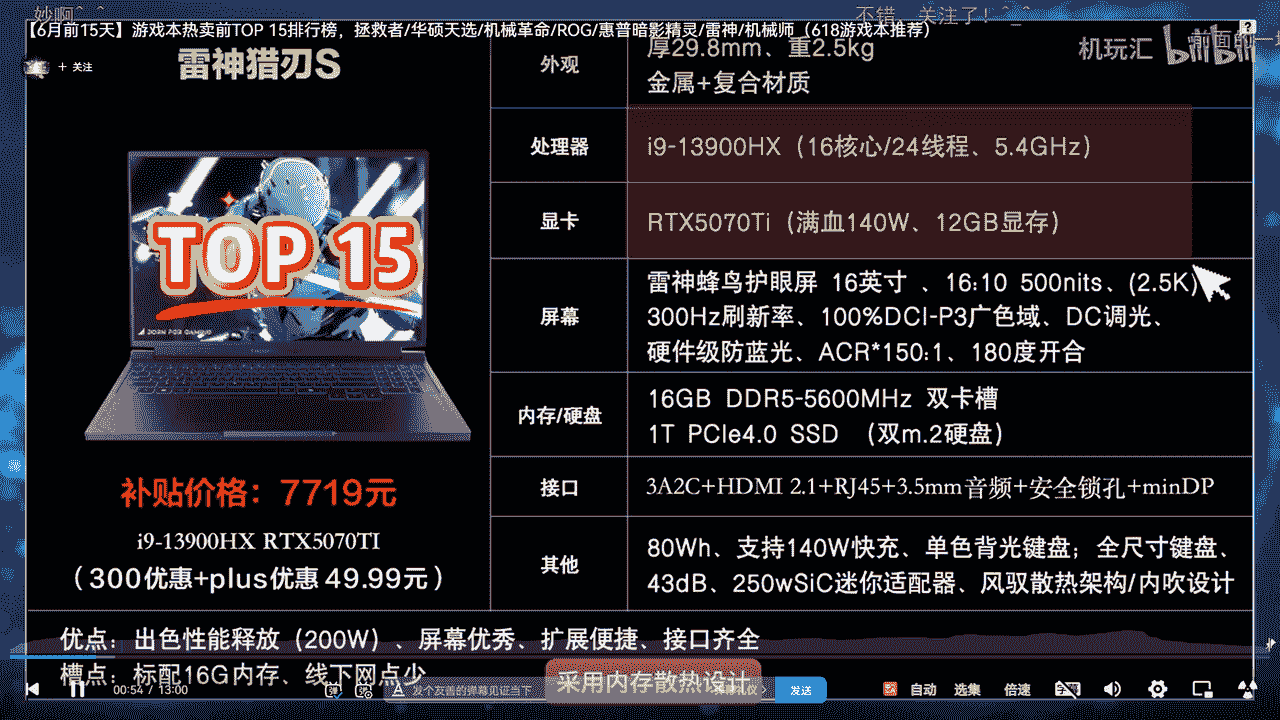 妙啊^_^
不错，关注了！^_^
【6月前15天】游戏本热卖前TOP 15排行榜，拯救者/华硕天选/机械革命/ROG/惠普暗影精灵/雷神/机械师（618游戏本推荐）
+ 关注
机玩汇 bilibili
雷神猎刃S
TOP 15
BORN FOR GAMING
补贴价格：7719元
i9-13900HX RTX5070TI
（300优惠+plus优惠 49.99元）
外观
厚29.8mm、重2.5kg
金属+复合材质
处理器
i9-13900HX（16核心/24线程、5.4GHz）
显卡
RTX5070Ti（满血140W、12GB显存）
屏幕
雷神蜂鸟护眼屏 16英寸 、16:10 500nits、(2.5K)
300Hz刷新率、100%DCI-P3广色域、DC调光、
硬件级防蓝光、ACR*150:1、180度开合
内存/硬盘
16GB DDR5-5600MHz 双卡槽
1T PCIe4.0 SSD （双m.2硬盘）
接口
3A2C+HDMI 2.1+RJ45+3.5mm音频+安全锁孔+minDP
其他
80Wh、支持140W快充、单色背光键盘；全尺寸键盘、
43dB、250wSiC迷你适配器、风驭散热架构/内吹设计
优点：出色性能释放（200W）、屏幕优秀、扩展便捷、接口齐全
槽点：标配16G内存、线下网点少
采用内存散热设计
00:54 / 13:00
发个友善的弹幕见证当下
发送
自动
选集
倍速